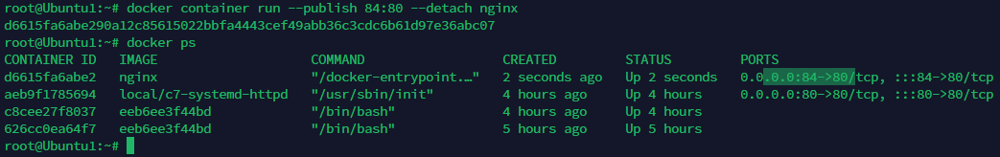 root@Ubuntu1:~# docker container run --publish 84:80 --detach nginx
d6615fa6abe290a12c85615022bbfa4443cef49abb36c3cdc6b61d97e36abc07
root@Ubuntu1:~# docker ps
CONTAINER ID   IMAGE                    COMMAND                  CREATED         STATUS         PORTS
d6615fa6abe2   nginx                    "/docker-entrypoint.…"   2 seconds ago   Up 2 seconds   0.0.0.0:84->80/tcp, :::84->80/tcp
aeb9f1785694   local/c7-systemd-httpd   "/usr/sbin/init"         4 hours ago     Up 4 hours     0.0.0.0:80->80/tcp, :::80->80/tcp
c8cee27f8037   eeb6ee3f44bd             "/bin/bash"              4 hours ago     Up 4 hours
626cc0ea64f7   eeb6ee3f44bd             "/bin/bash"              5 hours ago     Up 5 hours
root@Ubuntu1:~#